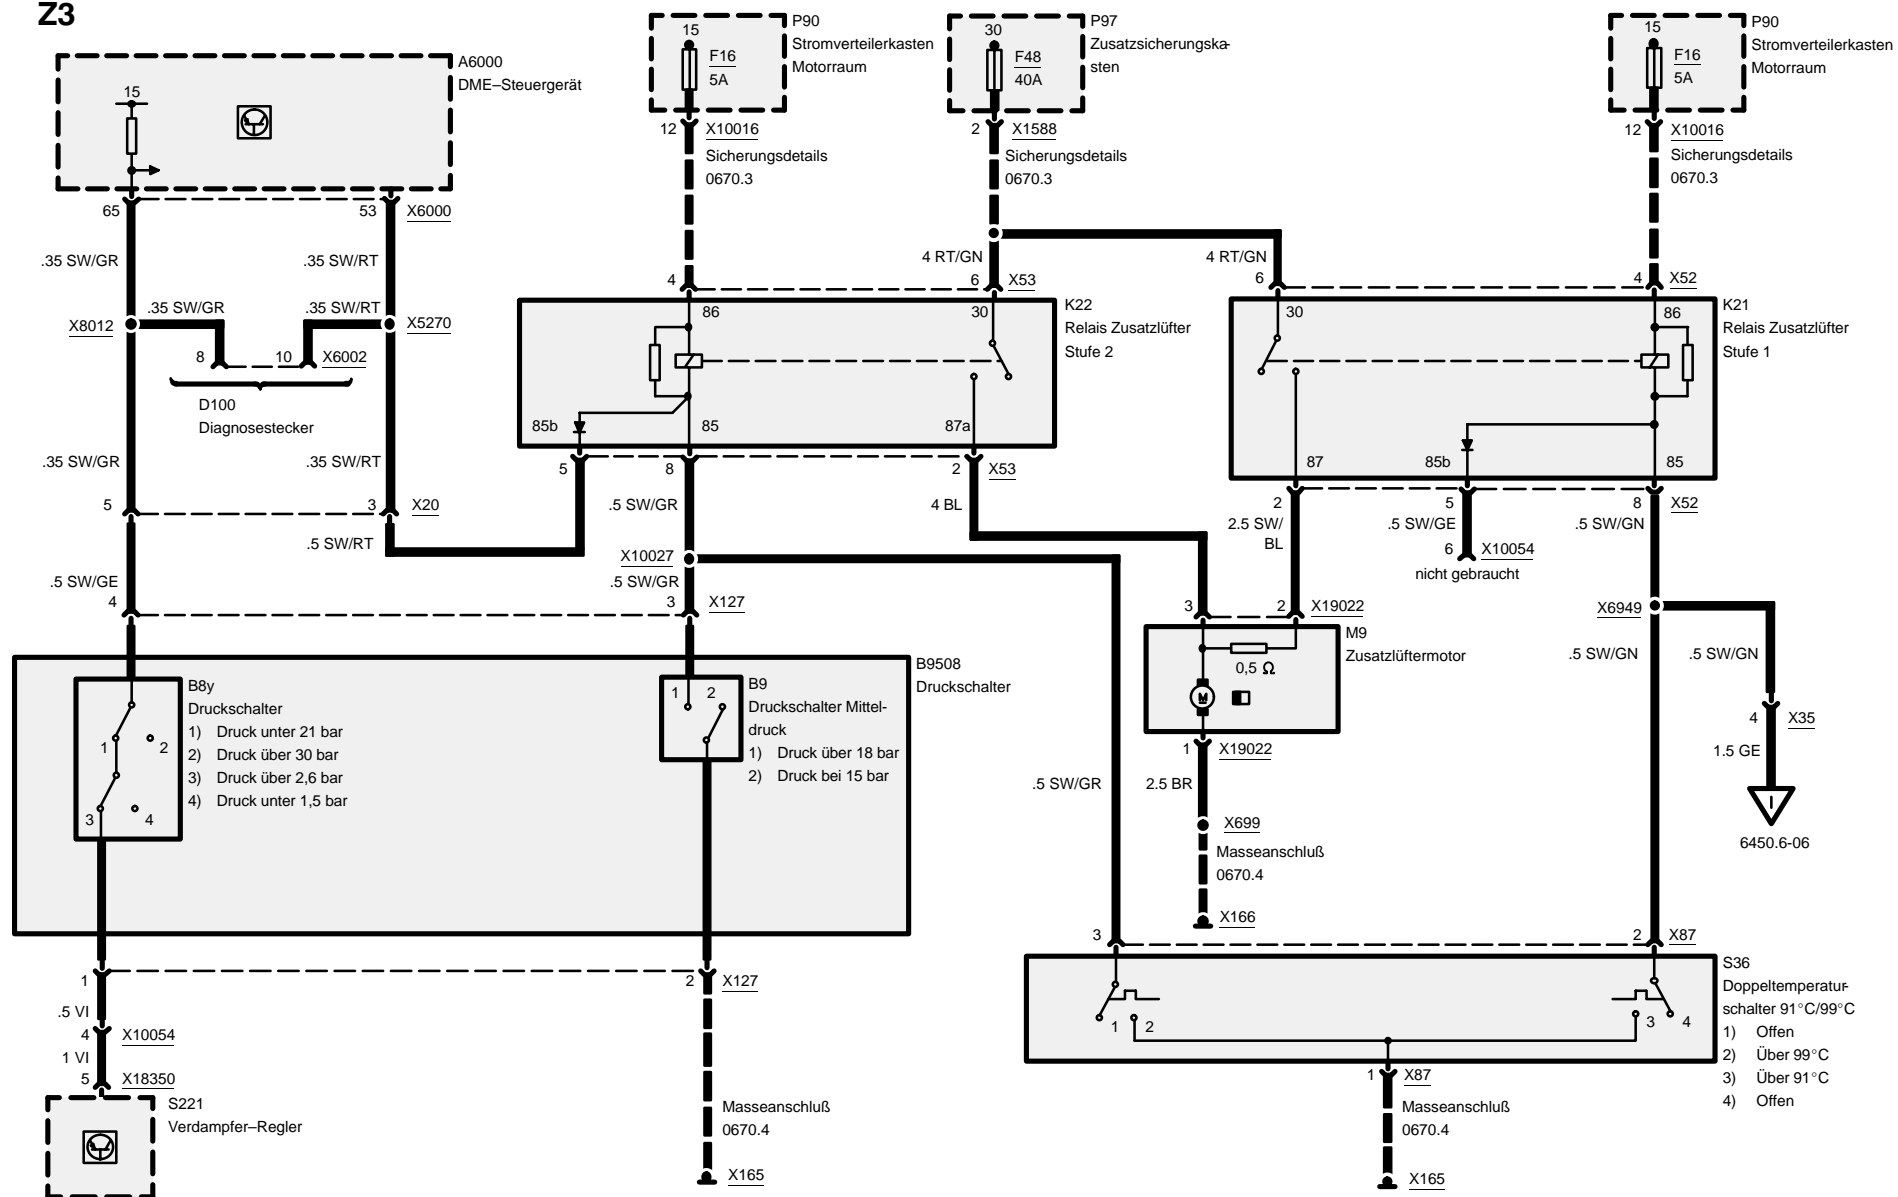 Z3
A6000
DME–Steuergerät
15
65
53
X6000
.35 SW/GR
.35 SW/RT
.35 SW/GR
.35 SW/RT
X8012
X5270
8
10
X6002
D100
Diagnosestecker
.35 SW/GR
.35 SW/RT
5
3
X20
.5 SW/RT
.5 SW/GE
4
3
X127
P90
Stromverteilerkasten
Motorraum
15
F16
5A
12
X10016
Sicherungsdetails
0670.3
P97
Zusatzsicherungska-
sten
30
F48
40A
2
X1588
Sicherungsdetails
0670.3
P90
Stromverteilerkasten
Motorraum
15
F16
5A
12
X10016
Sicherungsdetails
0670.3
4 RT/GN
4 RT/GN
4
6
X53
6
4
X52
K22
Relais Zusatzlüfter
Stufe 2
86
30
85b
85
87a
5
8
2
X53
K21
Relais Zusatzlüfter
Stufe 1
30
86
87
85b
85
2
5
8
X52
.5 SW/GR
4 BL
2.5 SW/
BL
.5 SW/GE
.5 SW/GN
6
X10054
nicht gebraucht
X10027
.5 SW/GR
3
2
X19022
M9
Zusatzlüftermotor
0,5 Ω
M
1
X19022
2.5 BR
X699
Masseanschluß
0670.4
X166
X6949
.5 SW/GN
.5 SW/GN
4
X35
1.5 GE
I
6450.6-06
B9508
Druckschalter
B8y
Druckschalter
1) Druck unter 21 bar
2) Druck über 30 bar
3) Druck über 2,6 bar
4) Druck unter 1,5 bar
1
2
3
4
B9
Druckschalter Mittel-
druck
1) Druck über 18 bar
2) Druck bei 15 bar
1
2
.5 SW/GR
1
2
X127
.5 VI
4
X10054
1 VI
5
X18350
S221
Verdampfer–Regler
Masseanschluß
0670.4
X165
3
2
X87
S36
Doppeltemperatur-
schalter 91°C/99°C
1) Offen
2) Über 99°C
3) Über 91°C
4) Offen
1
2
3
4
1
X87
Masseanschluß
0670.4
X165